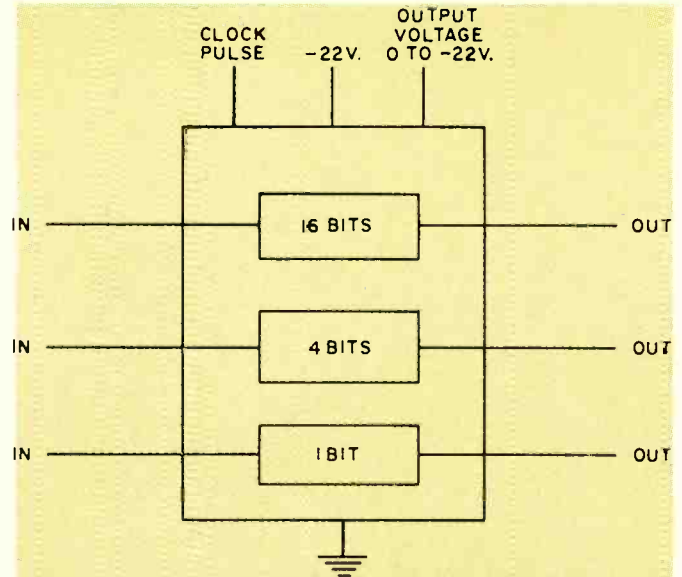 CLOCK
PULSE
-22V.
OUTPUT
VOLTAGE
0 TO -22V.
IN
16 BITS
OUT
IN
4 BITS
OUT
IN
1 BIT
OUT